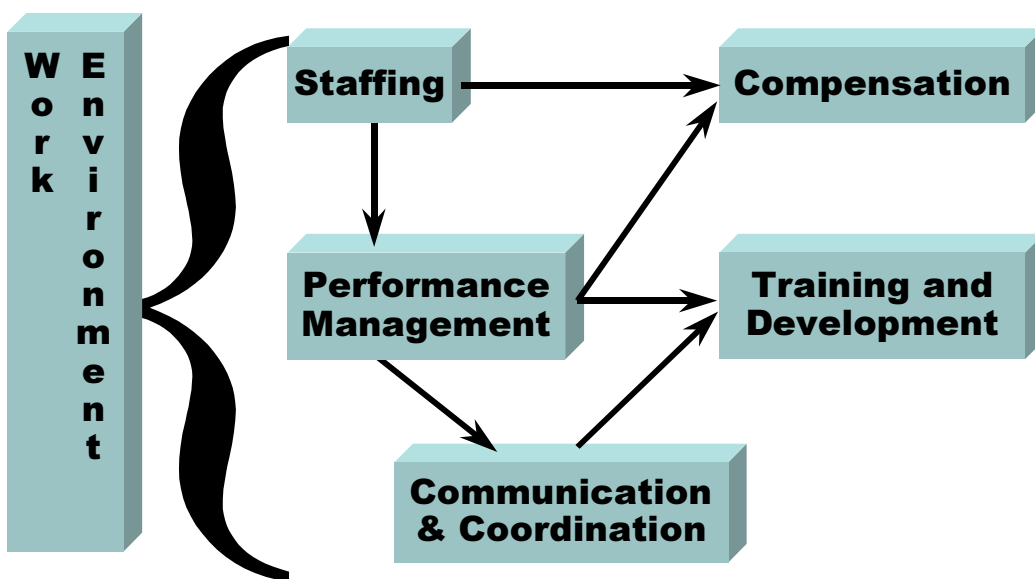 Work
Environment
Staffing
Compensation
Performance
Management
Training and
Development
Communication
& Coordination